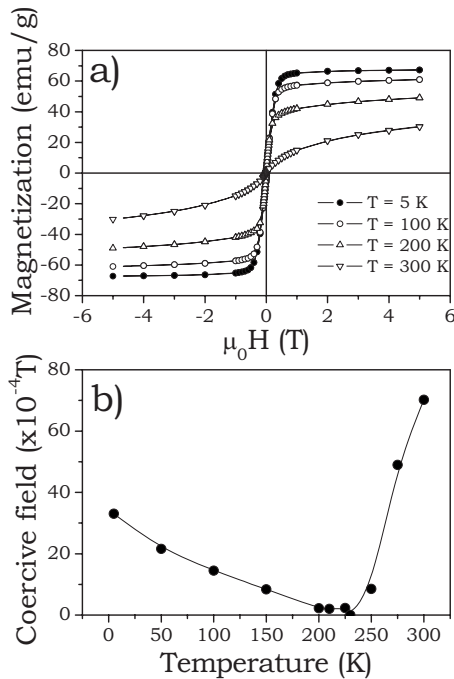 a)
Magnetization (emu/g)
80
60
40
20
0
-20
-40
-60
-80
T = 5 K
T = 100 K
T = 200 K
T = 300 K
-6 -4 -2 0 2 4 6
μ₀H (T)
b)
Coercive field (x10⁻⁴T)
80
60
40
20
0
0 50 100 150 200 250 300
Temperature (K)